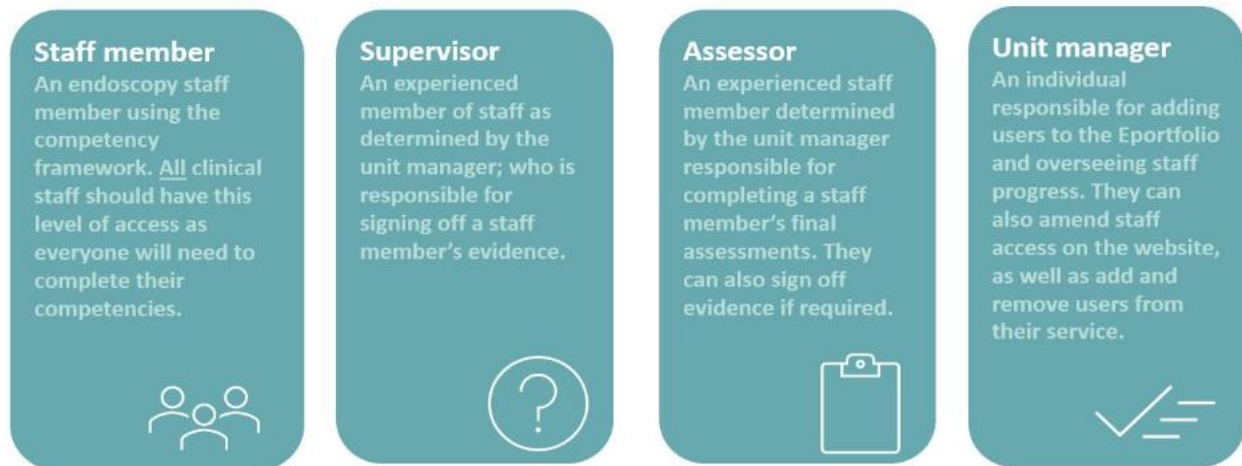 Staff member
An endoscopy staff
member using the
competency
framework. All clinical
staff should have this
level of access as
everyone will need to
complete their
competencies.
Supervisor
An experienced
member of staff as
determined by the
unit manager; who is
responsible for
signing off a staff
member’s evidence.
Assessor
An experienced staff
member determined
by the unit manager
responsible for
completing a staff
member’s final
assessments. They
can also sign off
evidence if required.
Unit manager
An individual
responsible for adding
users to the Eportfolio
and overseeing staff
progress. They can
also amend staff
access on the website,
as well as add and
remove users from
their service.